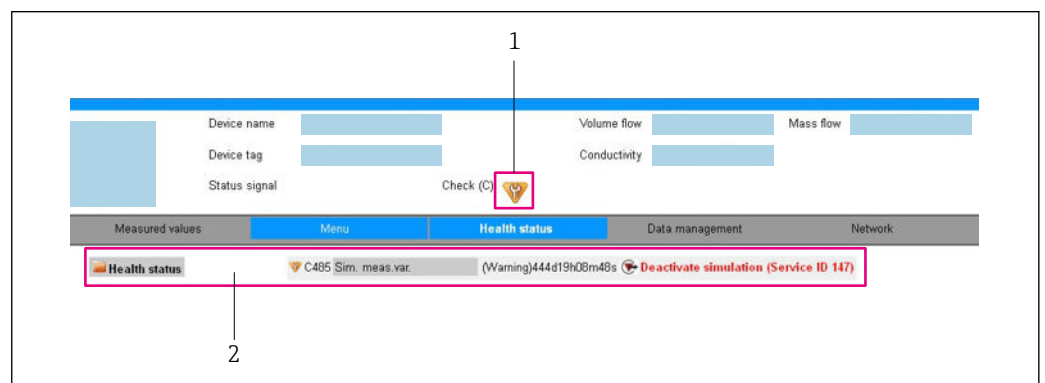 1
Device name Volume flow Mass flow
Device tag Conductivity
Status signal Check (C)
Measured values Menu Health status Data management Network
Health status C485 Sim. meas.var. (Warning)444d19h08m48s Deactivate simulation (Service ID 147)
2